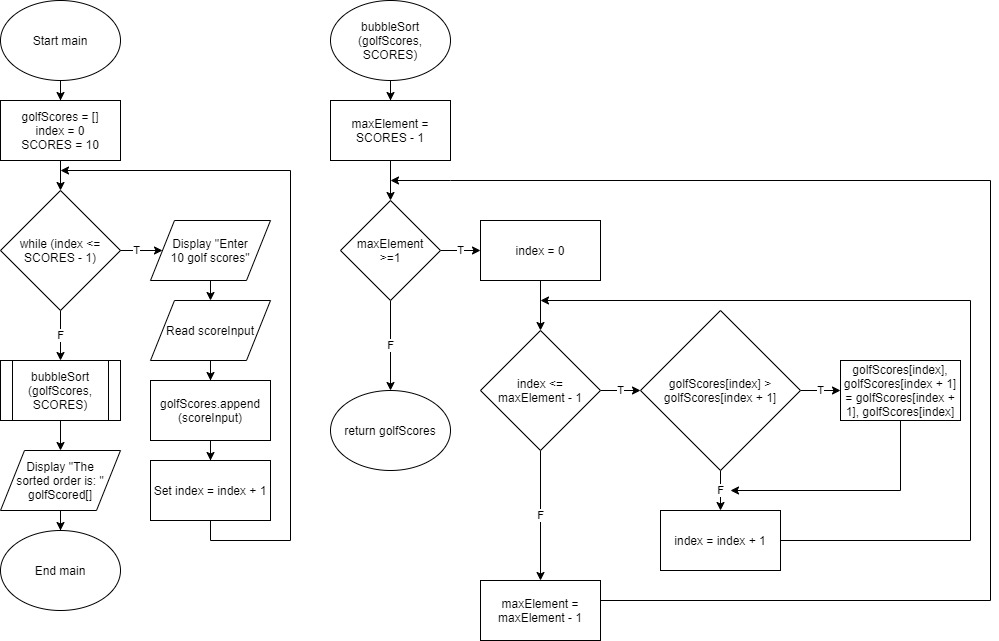 Start main
golfScores = []
index = 0
SCORES = 10
while (index <=
SCORES - 1)
T
Display "Enter
10 golf scores"
Read scoreInput
golfScores.append
(scoreInput)
Set index = index + 1
F
bubbleSort
(golfScores,
SCORES)
Display "The
sorted order is: "
golfScored[]
End main
bubbleSort
(golfScores,
SCORES)
maxElement =
SCORES - 1
maxElement
>=1
T
index = 0
F
return golfScores
index <=
maxElement - 1
T
golfScores[index] >
golfScores[index + 1]
T
golfScores[index],
golfScores[index + 1]
= golfScores[index +
1], golfScores[index]
F
index = index + 1
F
maxElement =
maxElement - 1